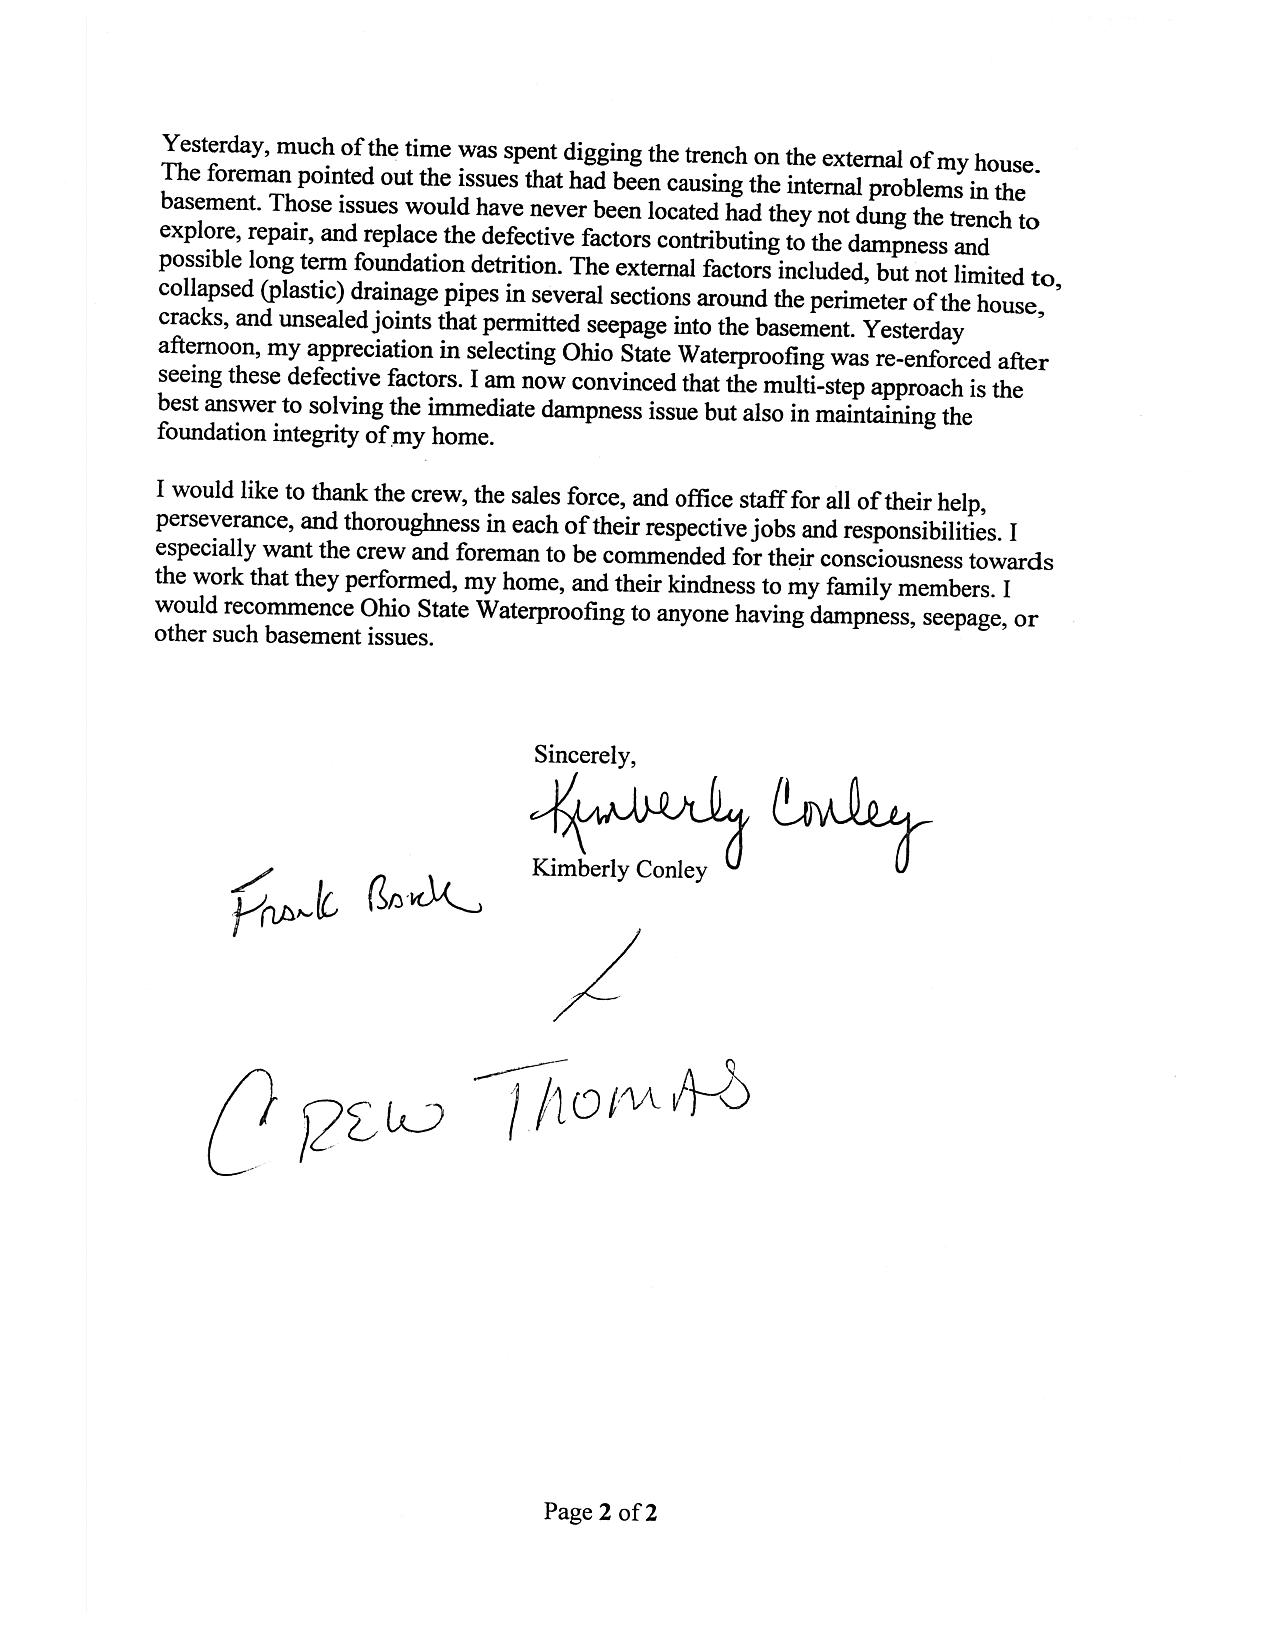 Yesterday, much of the time was spent digging the trench on the external of my house.
The foreman pointed out the issues that had been causing the internal problems in the
basement. Those issues would have never been located had they not dung the trench to
explore, repair, and replace the defective factors contributing to the dampness and
possible long term foundation detrition. The external factors included, but not limited to,
collapsed (plastic) drainage pipes in several sections around the perimeter of the house,
cracks, and unsealed joints that permitted seepage into the basement. Yesterday
afternoon, my appreciation in selecting Ohio State Waterproofing was re-enforced after
seeing these defective factors. I am now convinced that the multi-step approach is the
best answer to solving the immediate dampness issue but also in maintaining the
foundation integrity of my home.
I would like to thank the crew, the sales force, and office staff for all of their help,
perseverance, and thoroughness in each of their respective jobs and responsibilities. I
especially want the crew and foreman to be commended for their consciousness towards
the work that they performed, my home, and their kindness to my family members. I
would recommence Ohio State Waterproofing to anyone having dampness, seepage, or
other such basement issues.
Sincerely,
Kimberly Conley
Kimberly Conley
Frank
CREW THOMAS
Page 2 of 2